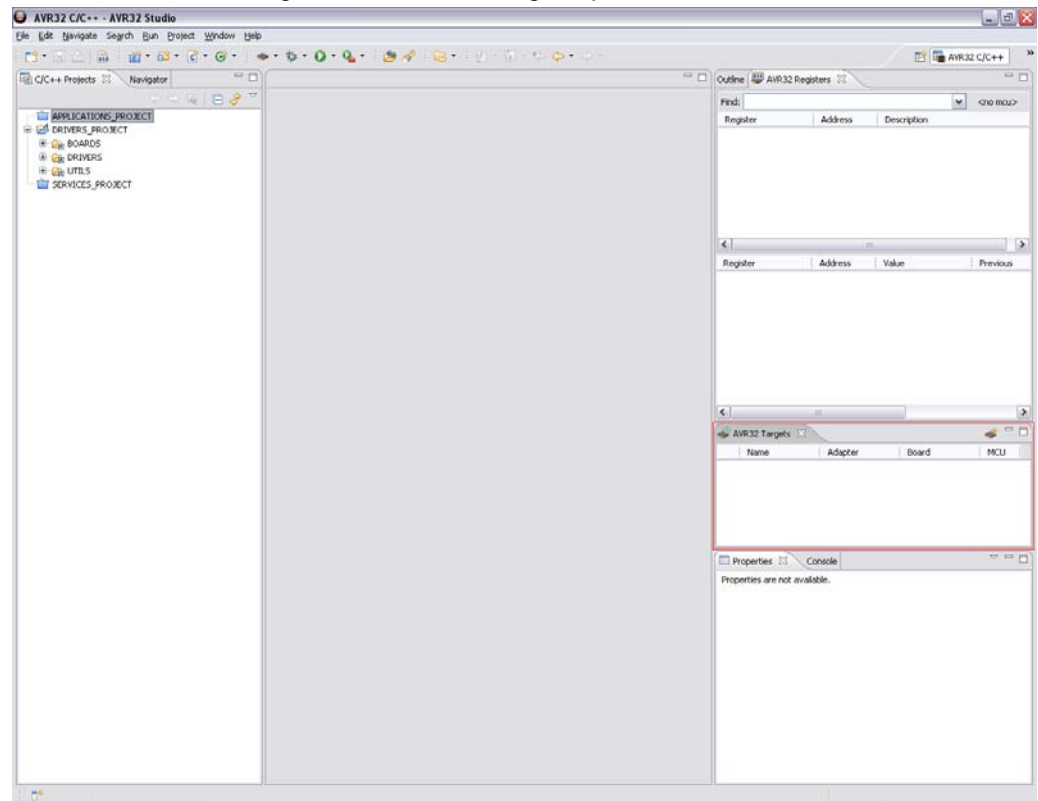 AVR32 C/C++ - AVR32 Studio
File Edit Navigate Search Run Project Window Help
AVR32 C/C++
C/C++ Projects Navigator
APPLICATIONS_PROJECT
DRIVERS_PROJECT
BOARDS
DRIVERS
UTILS
SERVICES_PROJECT
Outline AVR32 Registers
Find: <no mcu>
Register Address Description
Register Address Value Previous
AVR32 Targets
Name Adapter Board MCU
Properties Console
Properties are not available.